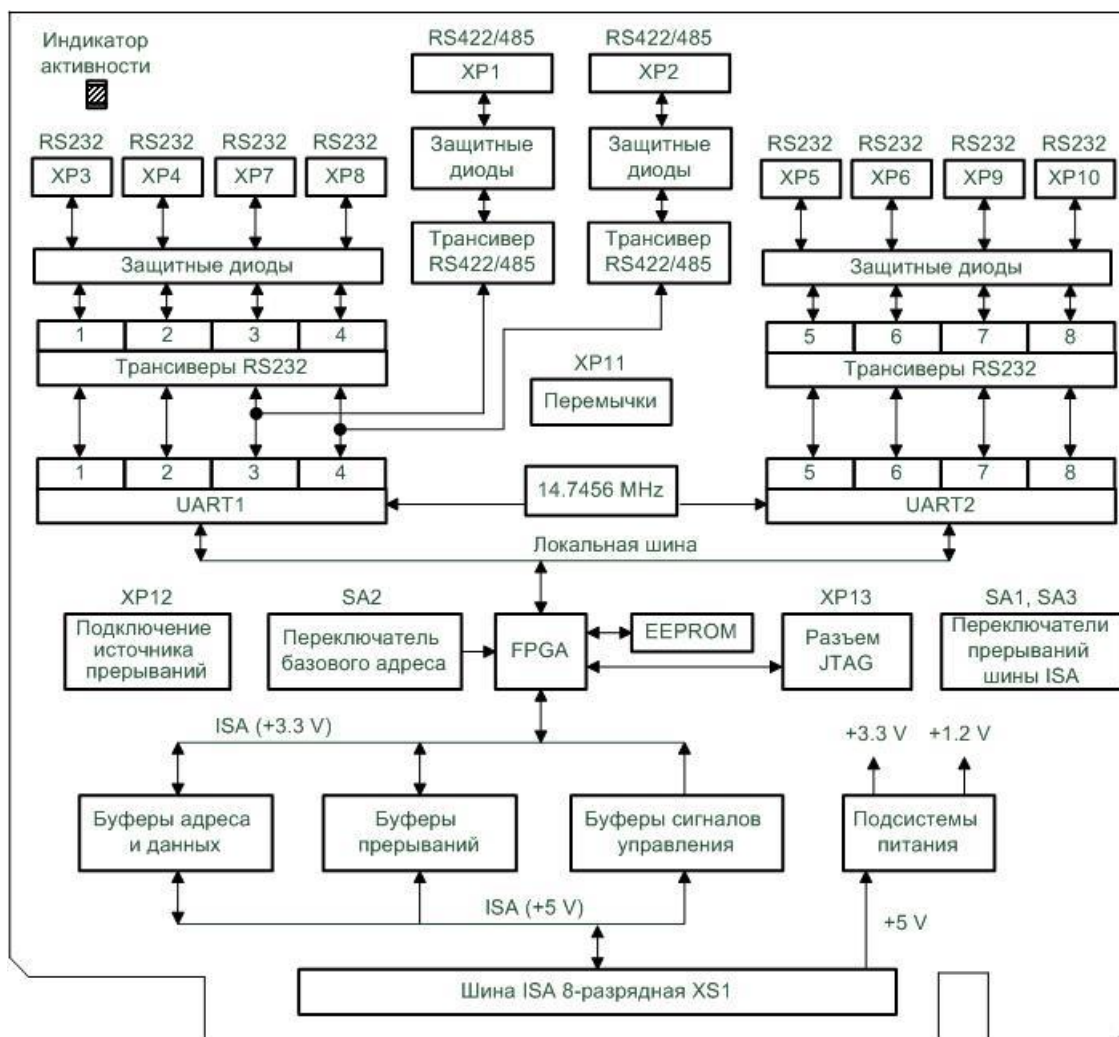 Индикатор
активности
RS422/485
RS422/485
XP1
XP2
RS232 RS232 RS232 RS232
XP3 XP4 XP7 XP8
Защитные
диоды
Защитные
диоды
RS232 RS232 RS232 RS232
XP5 XP6 XP9 XP10
Защитные диоды
Трансивер
RS422/485
Трансивер
RS422/485
Защитные диоды
1 2 3 4
Трансиверы RS232
5 6 7 8
Трансиверы RS232
XP11
Перемычки
1 2 3 4
UART1
14.7456 MHz
5 6 7 8
UART2
Локальная шина
XP12
Подключение
источника
прерываний
SA2
Переключатель
базового адреса
FPGA
EEPROM
XP13
Разъем
JTAG
SA1, SA3
Переключатели
прерываний
шины ISA
ISA (+3.3 V)
+3.3 V
+1.2 V
Буферы адреса
и данных
Буферы
прерываний
Буферы сигналов
управления
Подсистемы
питания
ISA (+5 V)
+5 V
Шина ISA 8-разрядная XS1